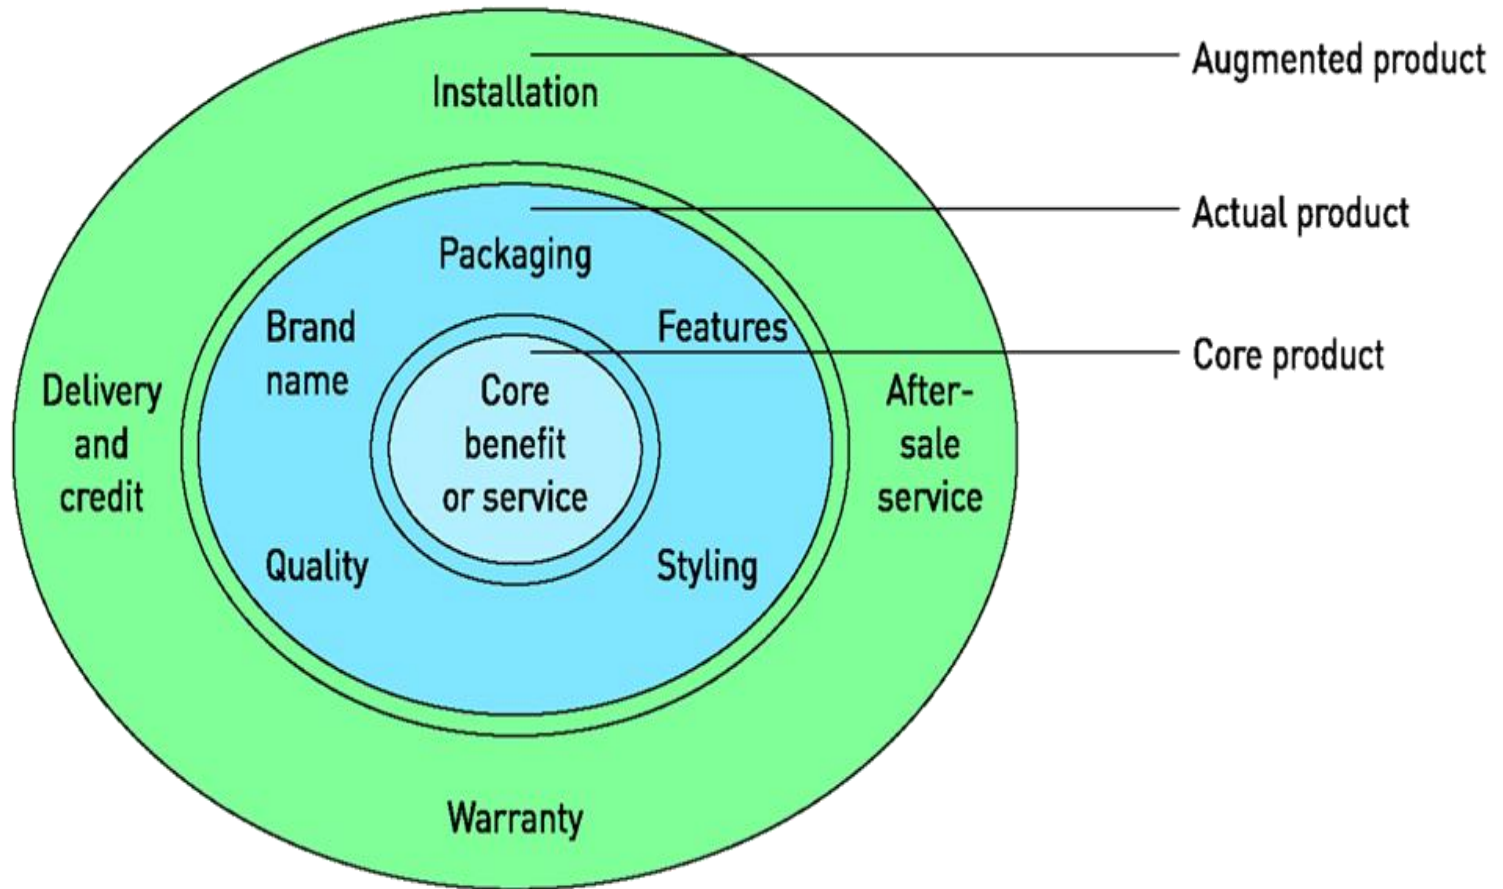 Augmented product
Installation
Actual product
Packaging
Brand
name
Features
Core product
Delivery
and
credit
Core
benefit
or service
After-
sale
service
Quality
Styling
Warranty